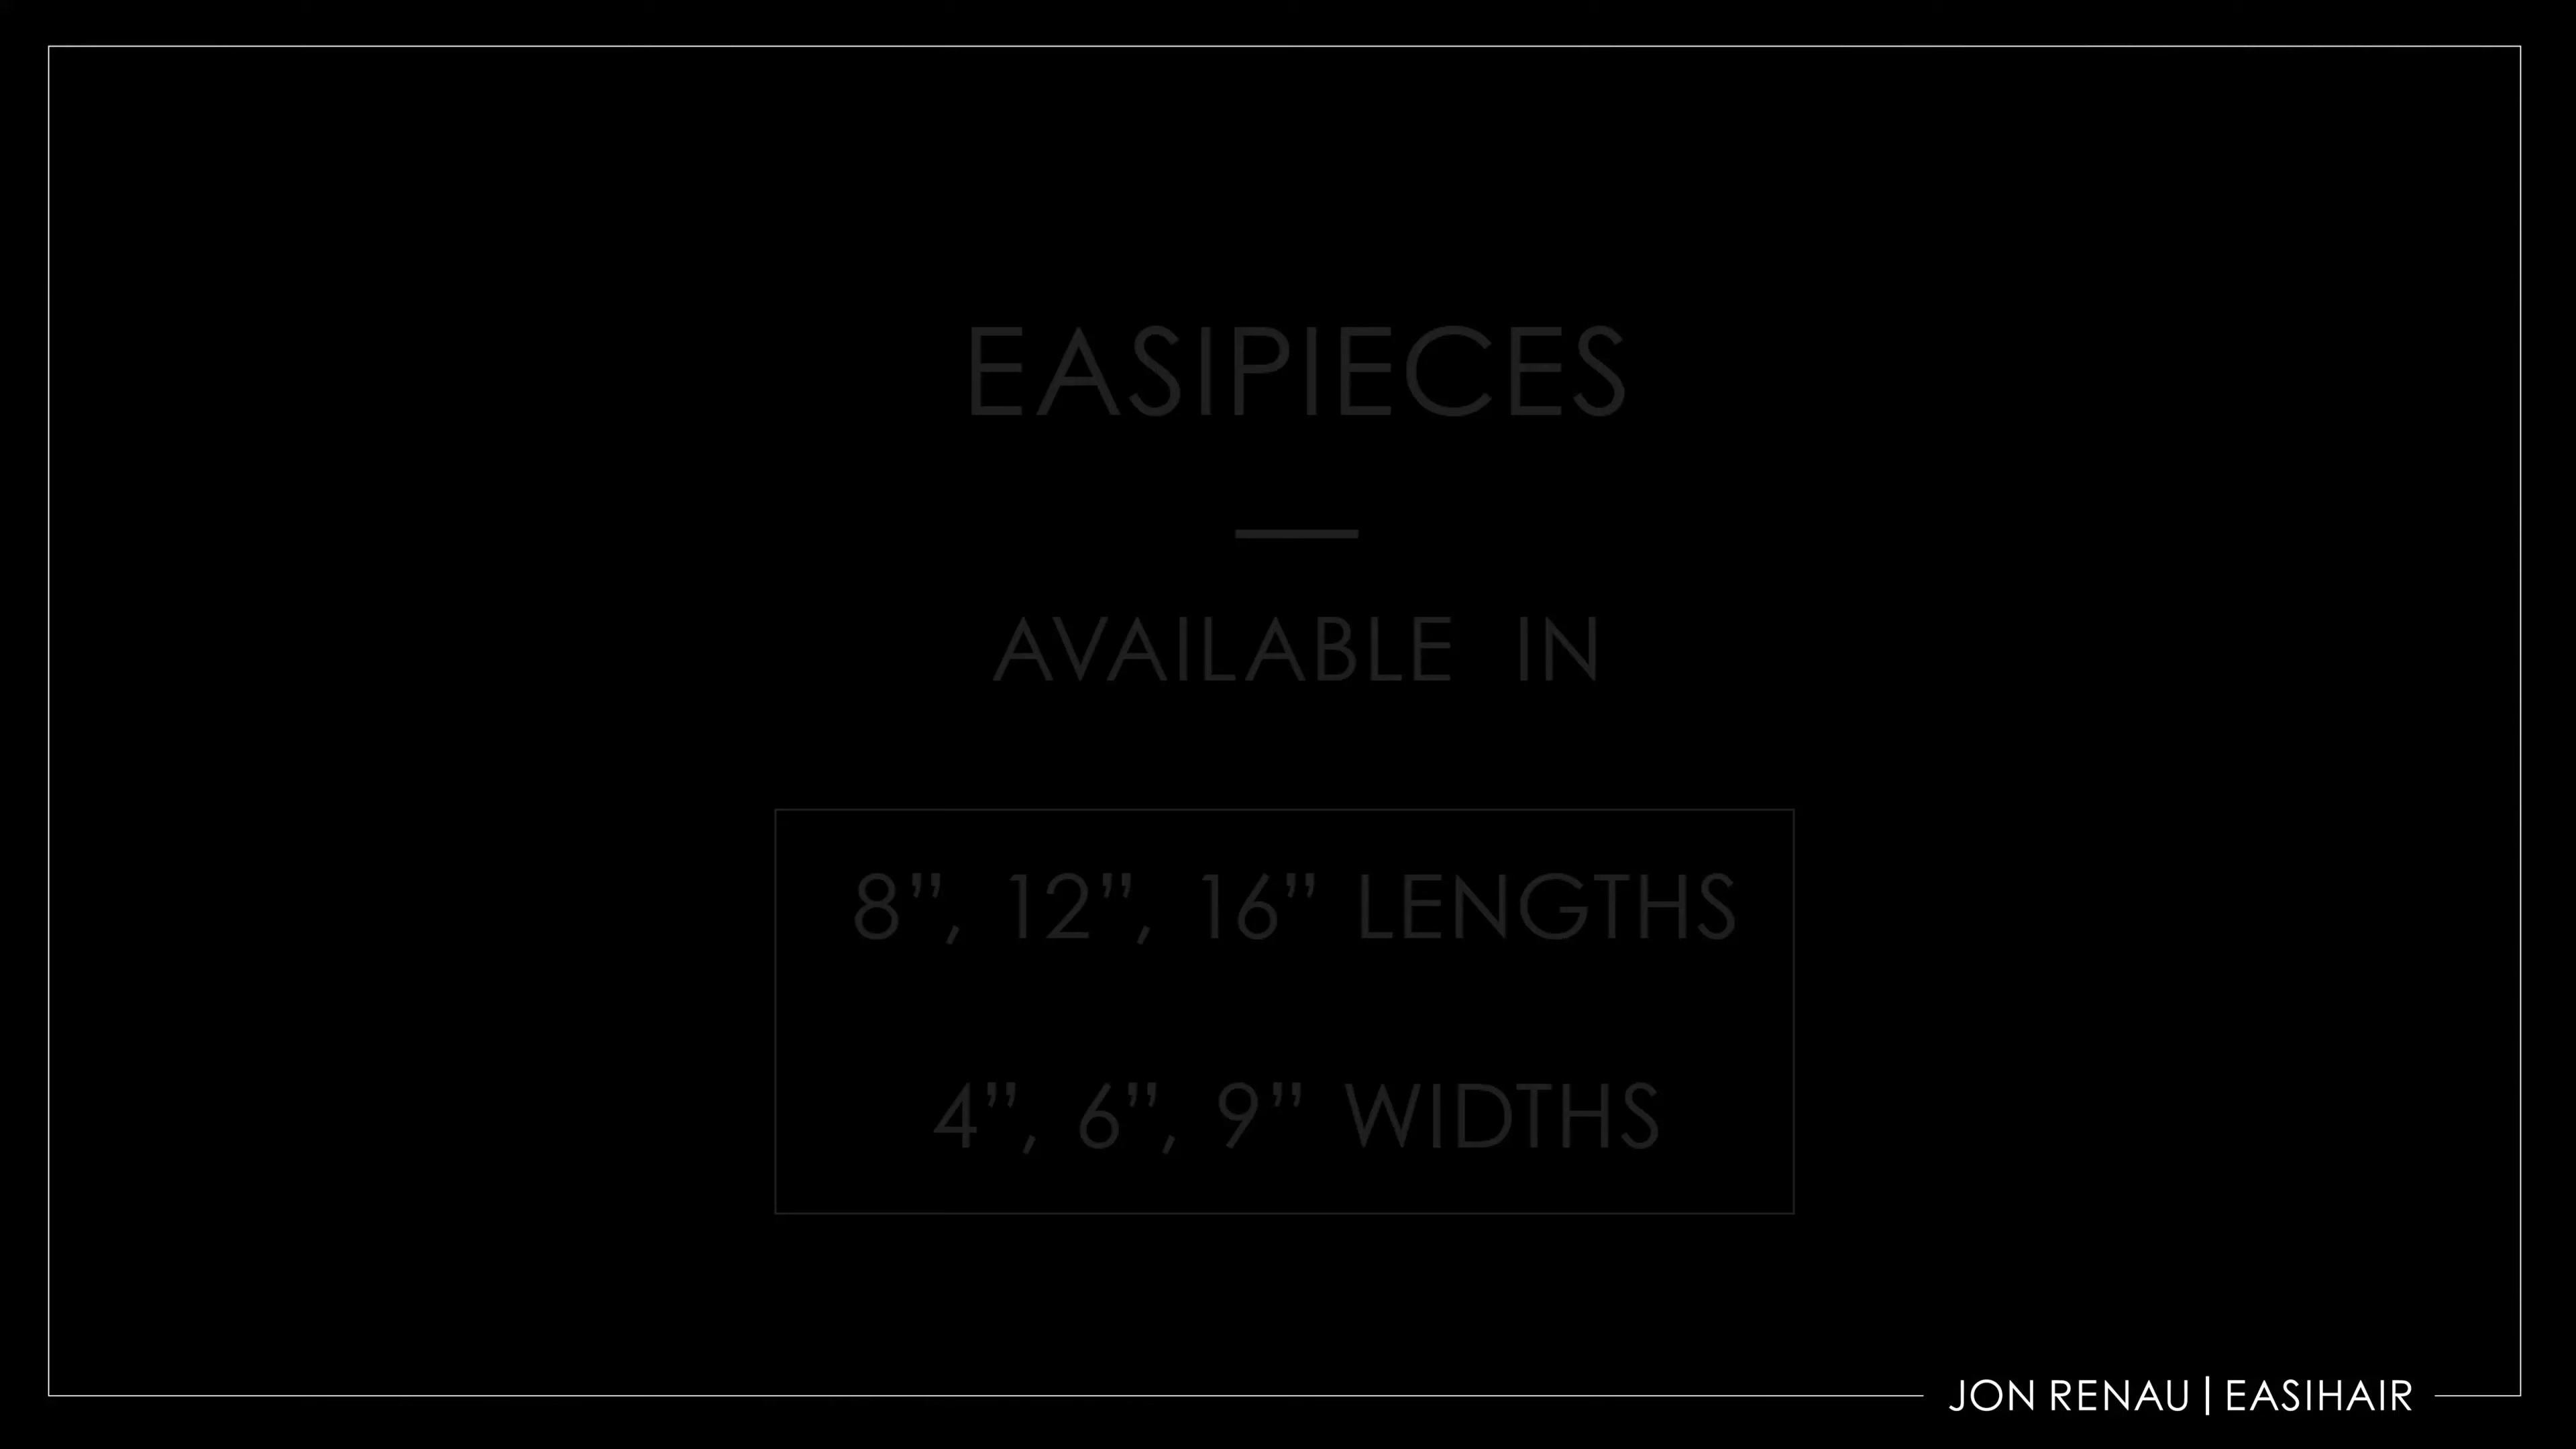 EASIPIECES
AVAILABLE IN
8”, 12”, 16” LENGTHS
4”, 6”, 9” WIDTHS
JON RENAU | EASIHAIR